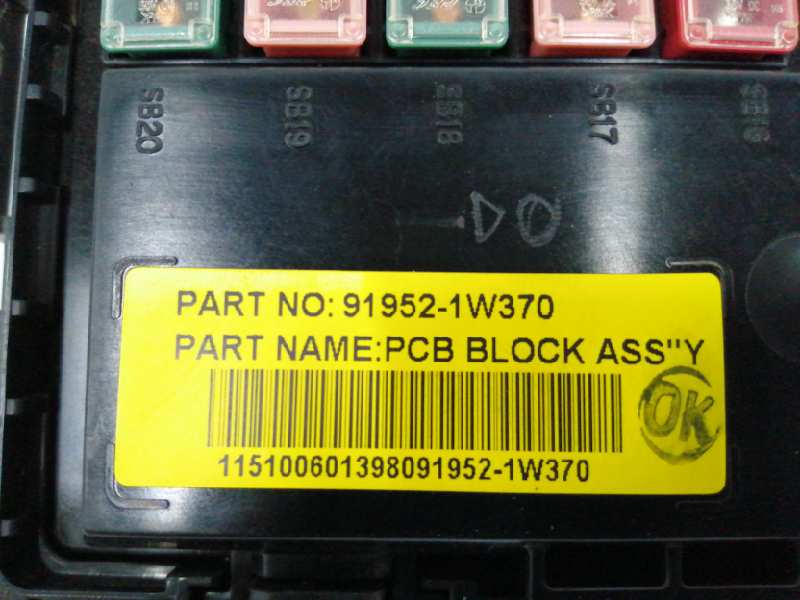 SB20
SB19
SB18
SB17
PART NO: 91952-1W370
PART NAME:PCB BLOCK ASS"Y
OK
115100601398091952-1W370